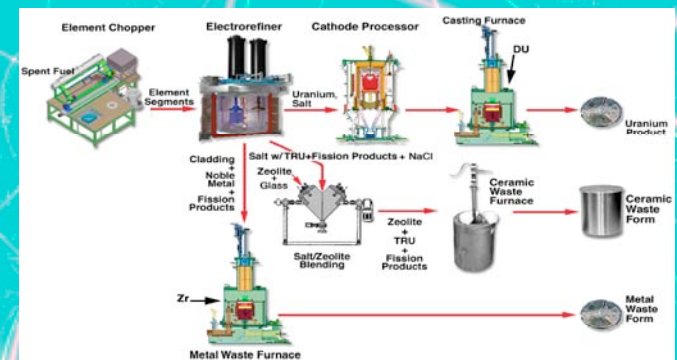 Element Chopper
Electrorefiner
Cathode Processor
Casting Furnace
DU
Spent Fuel
Element
Segments
Uranium,
Salt
Uranium
Product
Cladding
+
Noble
Metal
+
Fission
Products
Salt w/TRU+Fission Products + NaCl
Zeolite
+
Glass
Salt/Zeolite
Blending
Zeolite
+
TRU
+
Fission
Products
Ceramic
Waste
Furnace
Ceramic
Waste
Form
Zr
Metal Waste Furnace
Metal
Waste
Form